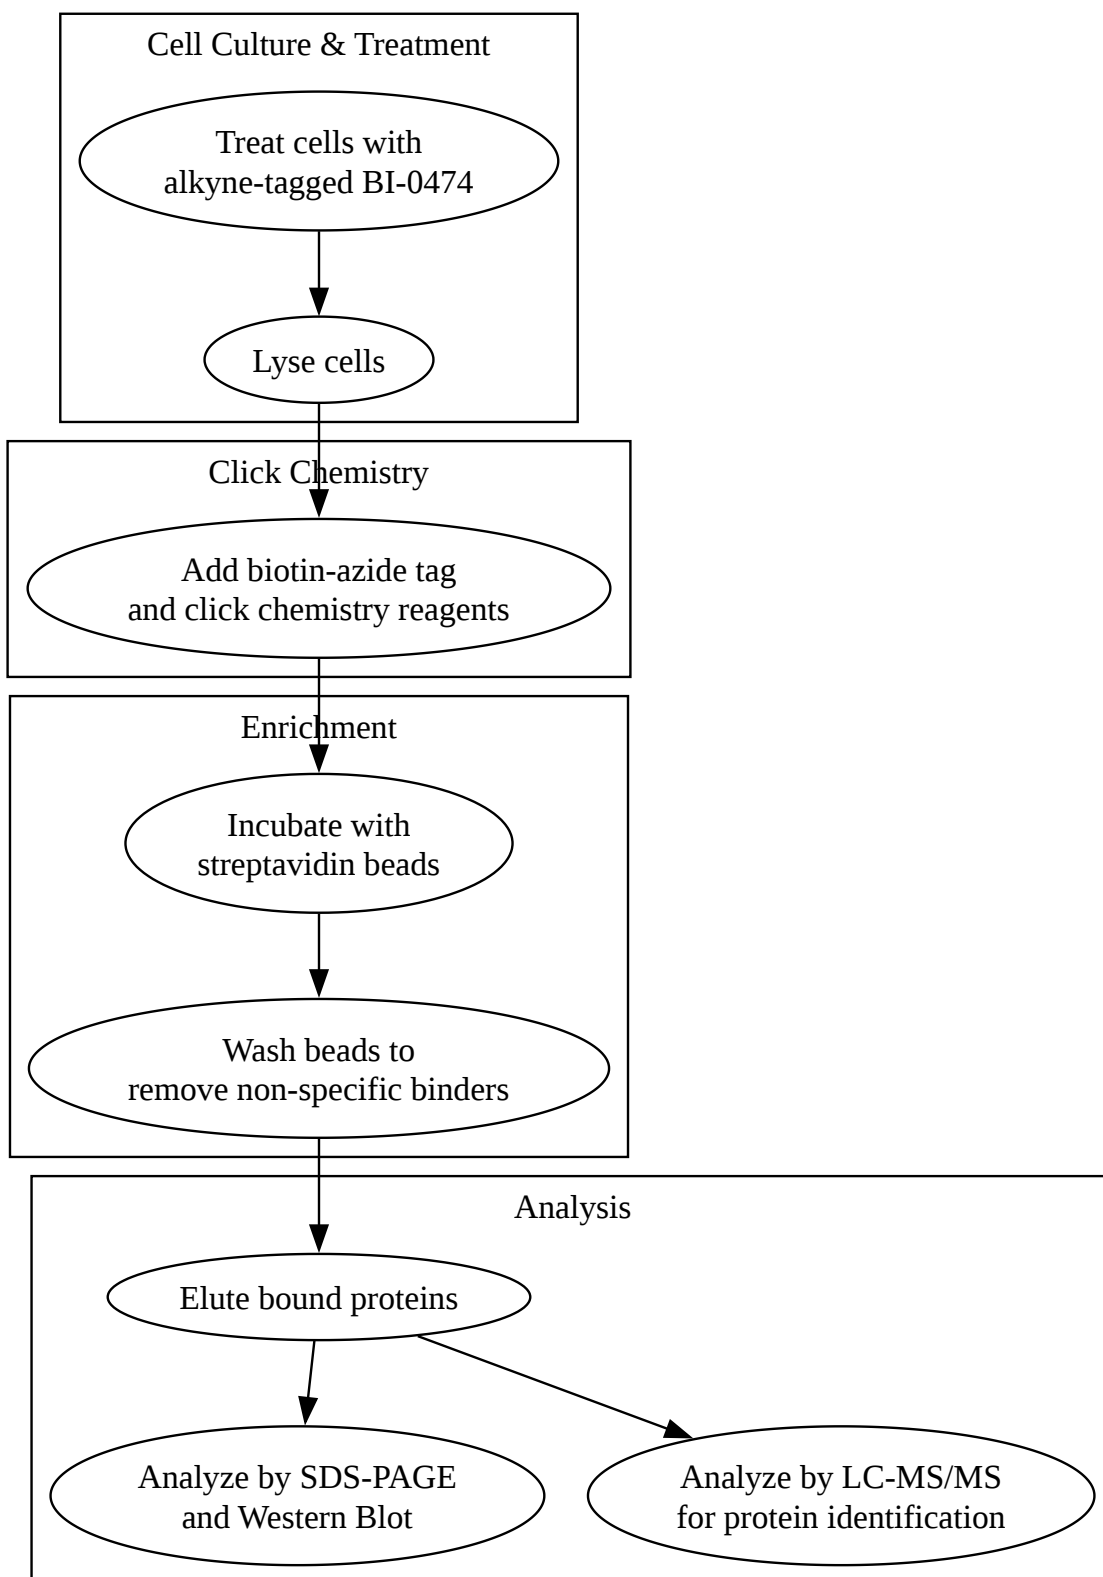 Cell Culture & Treatment
Treat cells with
alkyne-tagged BI-0474
Lyse cells
Click Chemistry
Add biotin-azide tag
and click chemistry reagents
Enrichment
Incubate with
streptavidin beads
Wash beads to
remove non-specific binders
Analysis
Elute bound proteins
Analyze by SDS-PAGE
and Western Blot
Analyze by LC-MS/MS
for protein identification